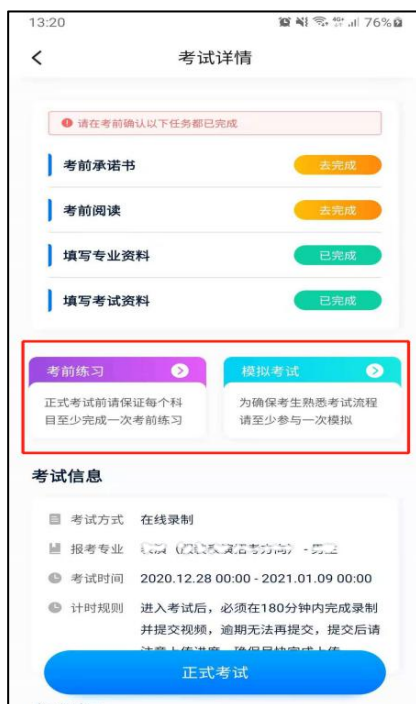 13:20 76%
考试详情
请在考前确认以下任务都已完成
考前承诺书 去完成
考前阅读 去完成
填写专业资料 已完成
填写考试资料 已完成
考前练习 模拟考试
正式考试前请保证每个科 为确保考生熟悉考试流程
目至少完成一次考前练习 请至少参与一次模拟
考试信息
考试方式 在线录制
报考专业
考试时间 2020.12.28 00:00 - 2021.01.09 00:00
计时规则 进入考试后，必须在180分钟内完成录制
并提交视频，逾期无法再提交，提交后请
正式考试